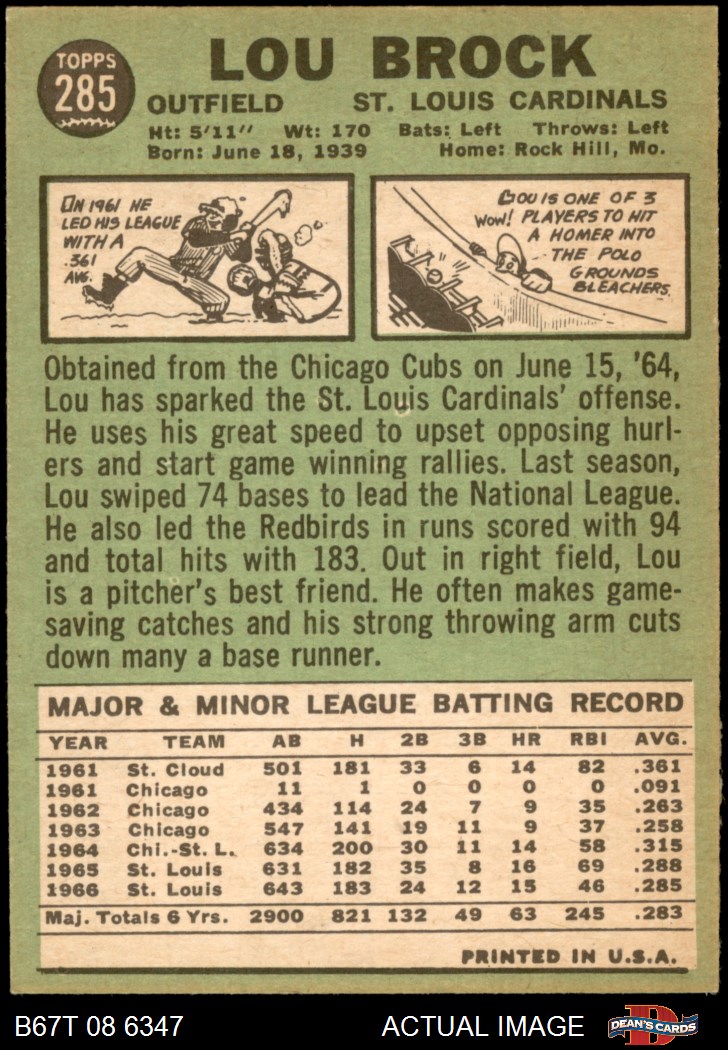 TOPPS
285
LOU BROCK
OUTFIELD ST. LOUIS CARDINALS
Ht: 5'11" Wt: 170 Bats: Left Throws: Left
Born: June 18, 1939 Home: Rock Hill, Mo.
IN 1961 HE
LED HIS LEAGUE
WITH A
.361
AVG.
LOU IS ONE OF 3
WOW! PLAYERS TO HIT
A HOMER INTO
THE POLO
GROUNDS
BLEACHERS.
Obtained from the Chicago Cubs on June 15, '64,
Lou has sparked the St. Louis Cardinals' offense.
He uses his great speed to upset opposing hurl-
ers and start game winning rallies. Last season,
Lou swiped 74 bases to lead the National League.
He also led the Redbirds in runs scored with 94
and total hits with 183. Out in right field, Lou
is a pitcher's best friend. He often makes game-
saving catches and his strong throwing arm cuts
down many a base runner.
MAJOR & MINOR LEAGUE BATTING RECORD
YEAR TEAM AB H 2B 3B HR RBI AVG.
1961 St. Cloud 501 181 33 6 14 82 .361
1961 Chicago 11 1 0 0 0 0 .091
1962 Chicago 434 114 24 7 9 35 .263
1963 Chicago 547 141 19 11 9 37 .258
1964 Chi.-St. L. 634 200 30 11 14 58 .315
1965 St. Louis 631 182 35 8 16 69 .288
1966 St. Louis 643 183 24 12 15 46 .285
Maj. Totals 6 Yrs. 2900 821 132 49 63 245 .283
PRINTED IN U.S.A.
B67T 08 6347 ACTUAL IMAGE DEAN'S CARDS